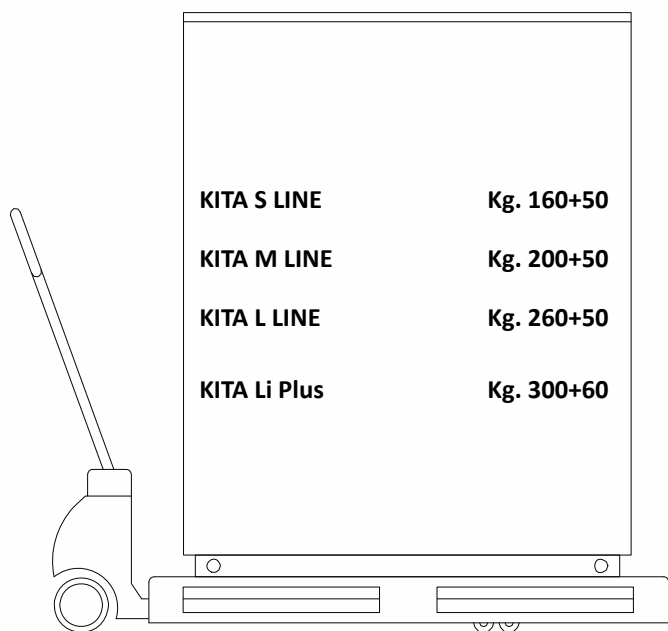 KITA S LINE Kg. 160+50
KITA M LINE Kg. 200+50
KITA L LINE Kg. 260+50
KITA Li Plus Kg. 300+60